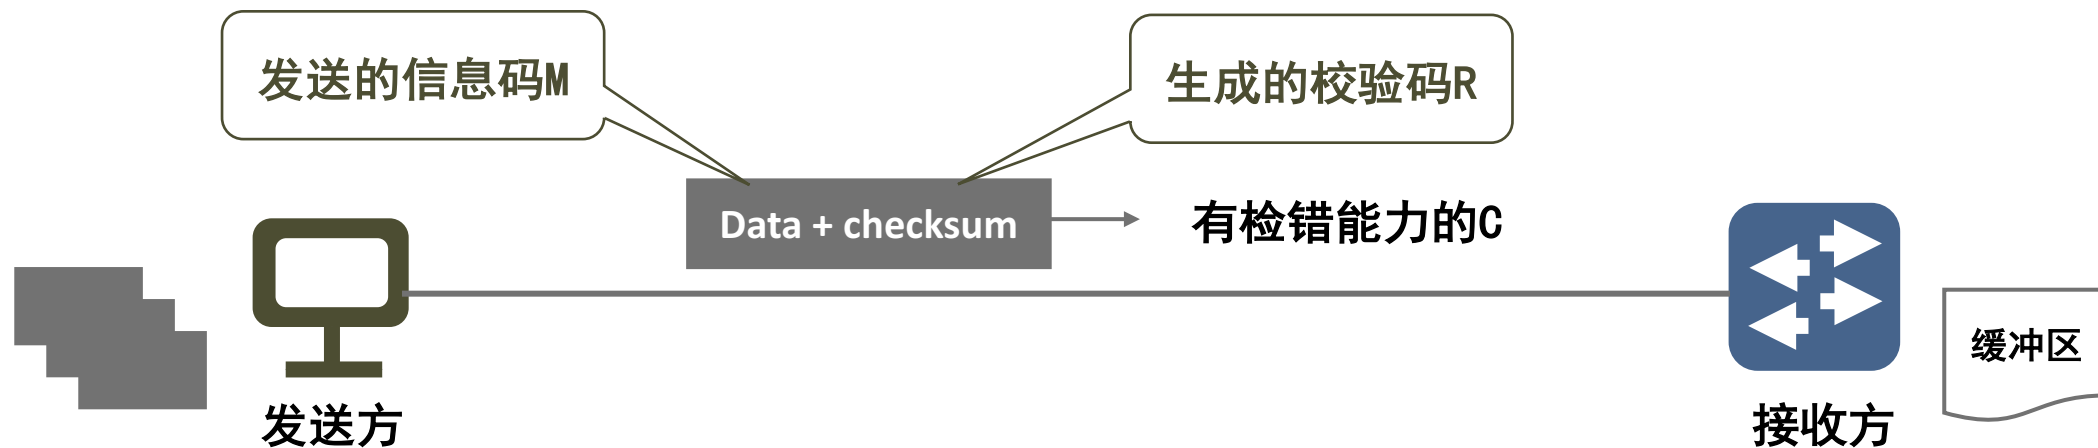 发送的信息码M
生成的校验码R
Data + checksum
有检错能力的C
缓冲区
发送方
接收方